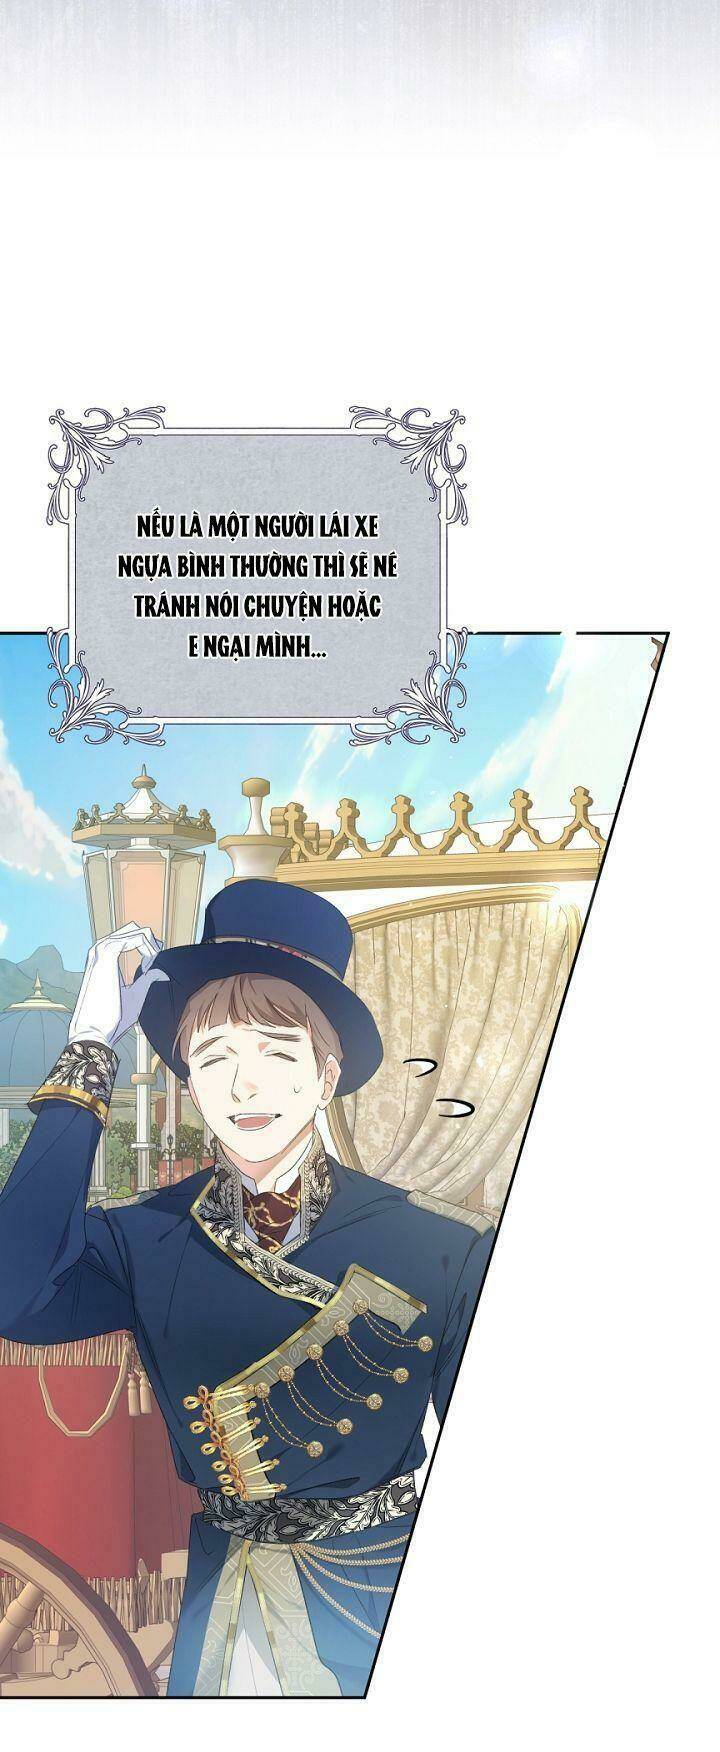 NẾU LÀ MỘT NGƯỜI LÁI XE
NGỰA BÌNH THƯỜNG THÌ SẼ NÉ
TRÁNH NÓI CHUYỆN HOẶC
E NGẠI MÌNH...